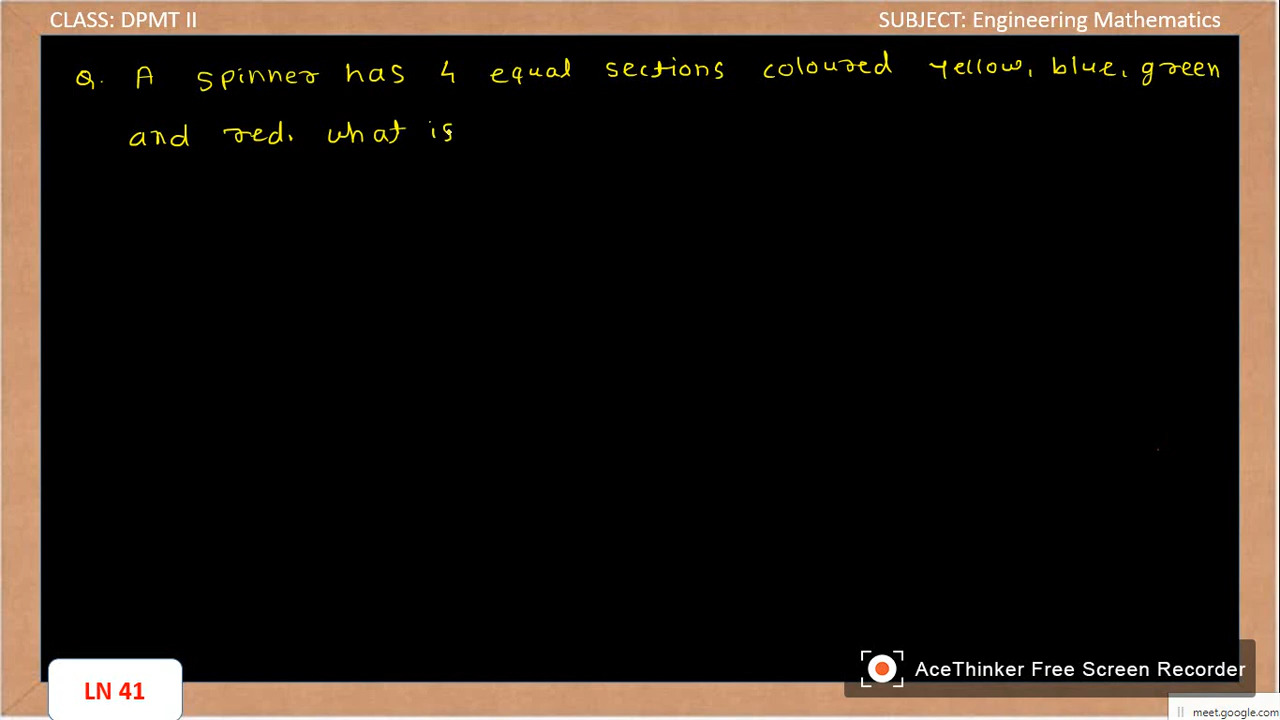 CLASS: DPMT II
SUBJECT: Engineering Mathematics
Q. A spinner has 4 equal sections coloured yellow, blue, green
and red. what is
LN 41
AceThinker Free Screen Recorder
meet.google.com